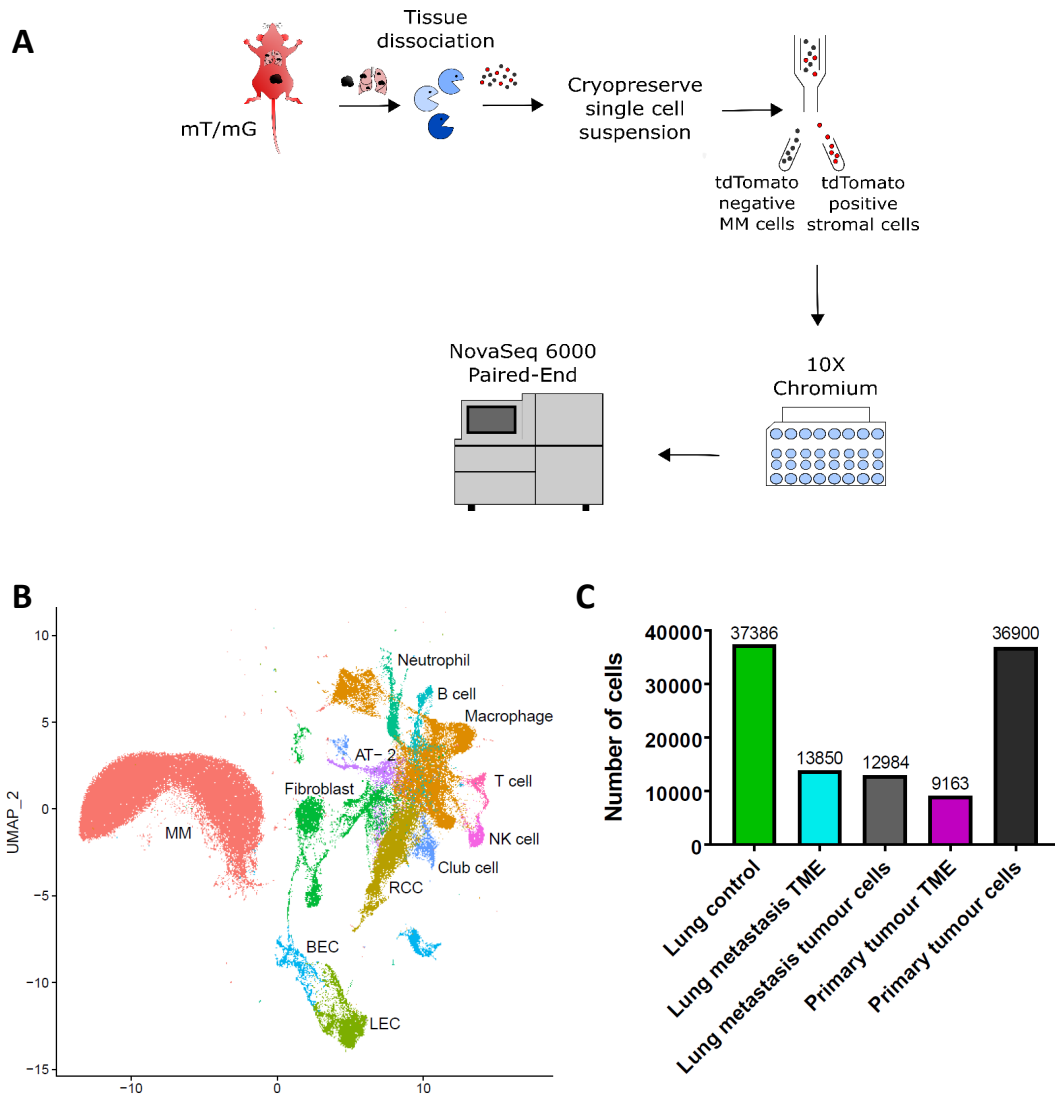 A
Tissue
dissociation
mT/mG
Cryopreserve
single cell
suspension
tdTomato
negative
MM cells
tdTomato
positive
stromal cells
NovaSeq 6000
Paired-End
10X
Chromium
B
UMAP_2
10
5
0
−5
−10
−15
−10
0
10
Neutrophil
B cell
Macrophage
AT− 2
Fibroblast
T cell
MM
NK cell
Club cell
RCC
BEC
LEC
C
Number of cells
40000
30000
20000
10000
0
37386
13850
12984
9163
36900
Lung control
Lung metastasis TME
Lung metastasis tumour cells
Primary tumour TME
Primary tumour cells